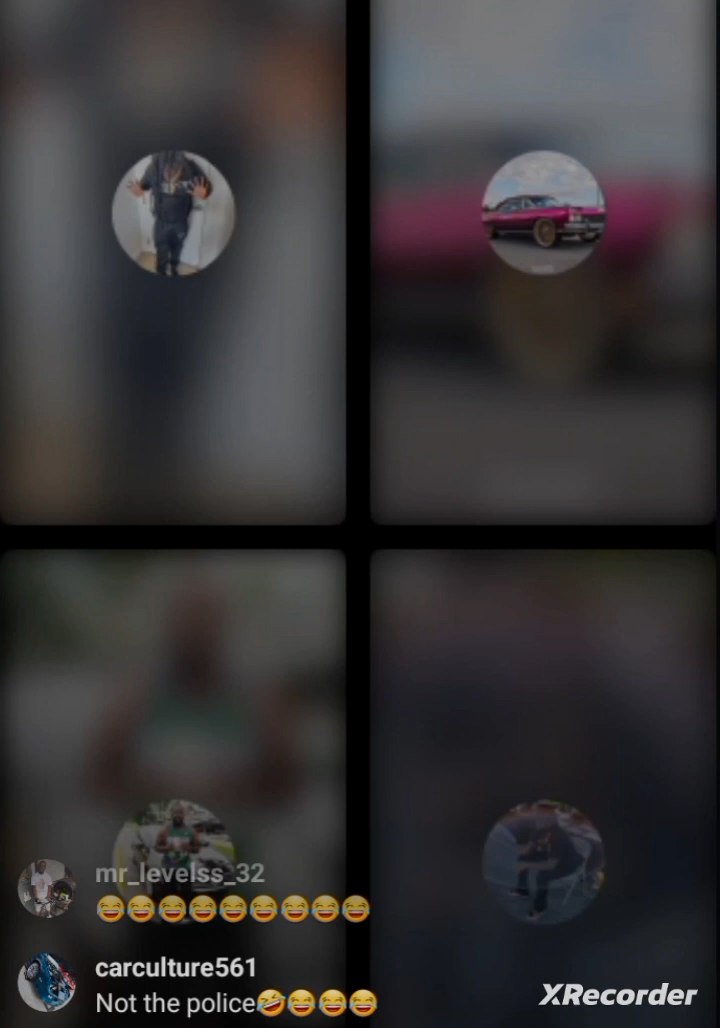 mr_levelss_32
😂😂😂😂😂😂😂😂😂
carculture561
Not the police🤣😂😂😂
XRecorder